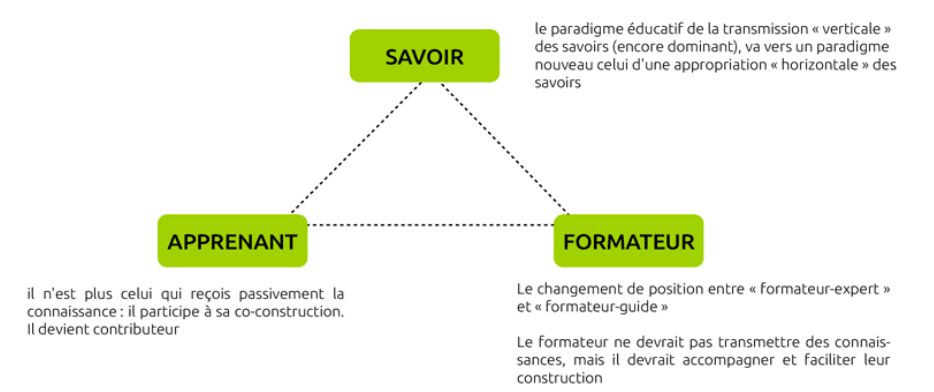 SAVOIR
le paradigme éducatif de la transmission « verticale »
des savoirs (encore dominant), va vers un paradigme
nouveau celui d'une appropriation « horizontale » des
savoirs
APPRENANT
il n'est plus celui qui reçois passivement la
connaissance : il participe à sa co-construction.
Il devient contributeur
FORMATEUR
Le changement de position entre « formateur-expert »
et « formateur-guide »
Le formateur ne devrait pas transmettre des connais-
sances, mais il devrait accompagner et faciliter leur
construction